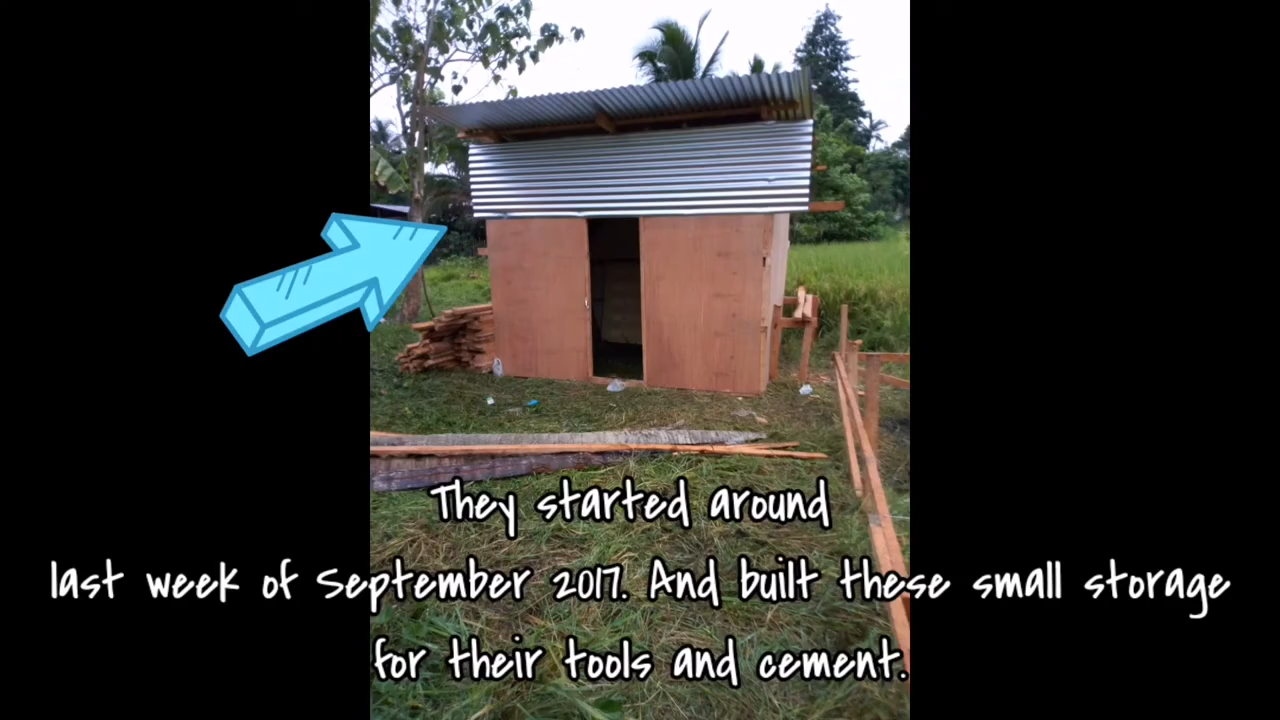 They started around
last week of September 2017. And built these small storage
for their tools and cement.